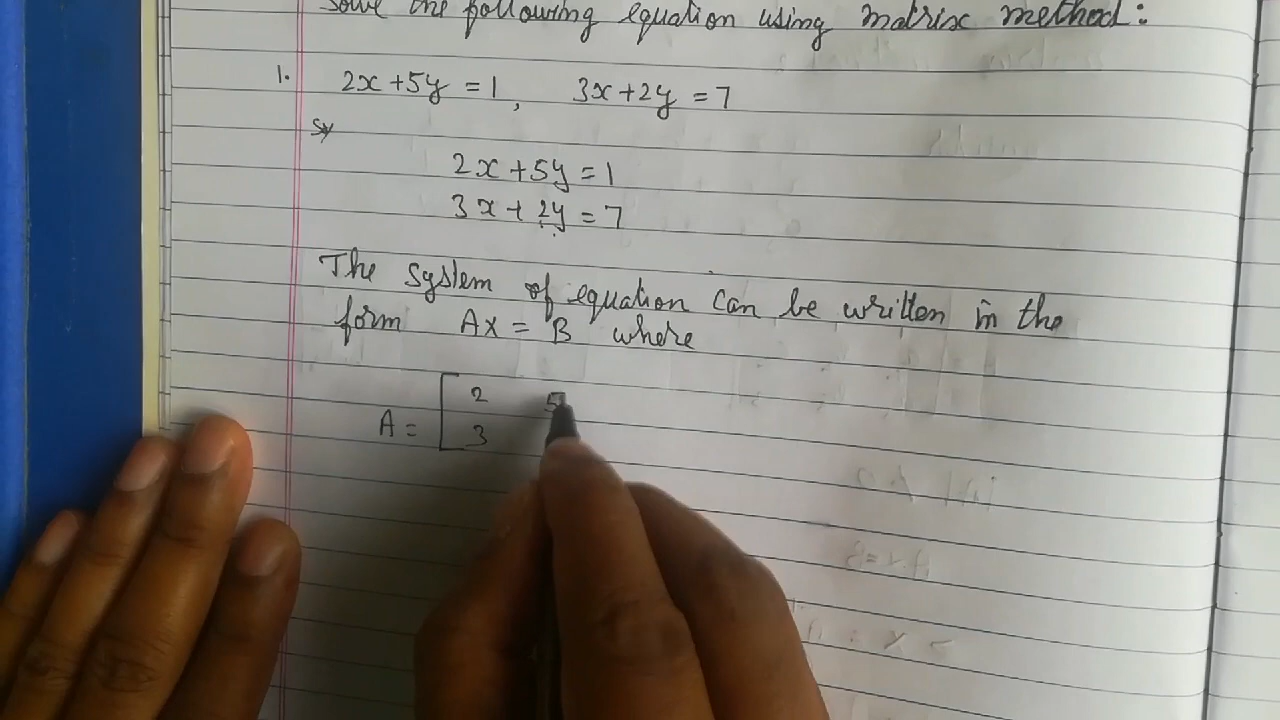 Solve the following equation using matrix method:
1. 2x+5y = 1, 3x+2y = 7
2x+5y = 1
3x+2y = 7
The system of equation can be written in the
form AX = B where
A = [ 2 5
3